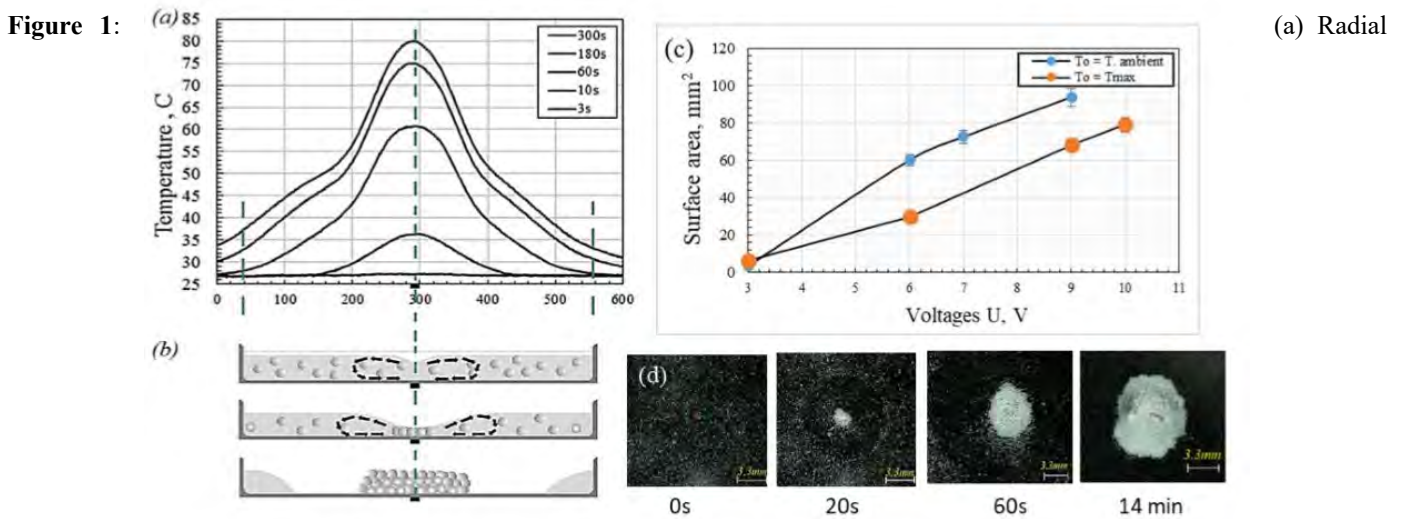 Figure 1:
(a) Radial
(a)
Temperature , C
85
80
75
70
65
60
55
50
45
40
35
30
25
0 100 200 300 400 500 600
300s
180s
60s
10s
3s
(b)
(c)
Surface area, mm²
120
100
80
60
40
20
0
3 4 5 6 7 8 9 10 11
Voltages U, V
To = T. ambient
To = Tmax
(d)
3.3mm
3.3mm
3.3mm
3.3mm
0s 20s 60s 14 min